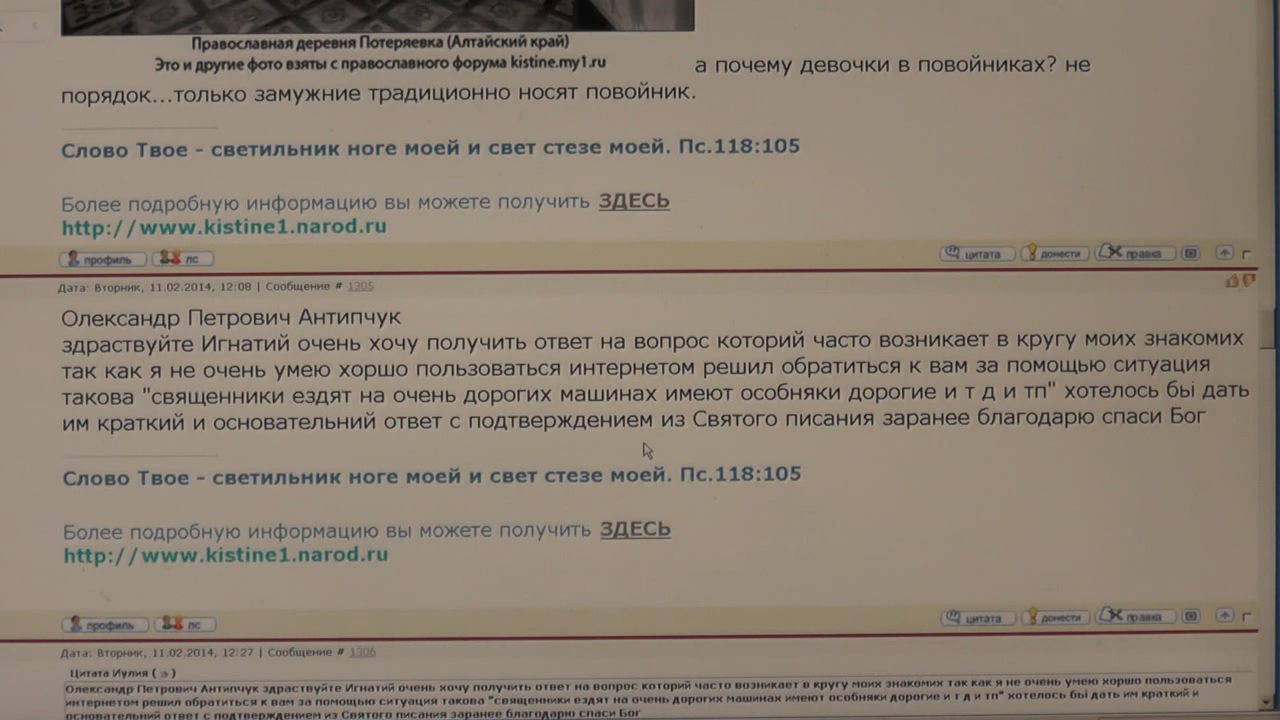 Православная деревня Потеряевка (Алтайский край)
Это и другие фото взяты с православного форума kistine.my1.ru
а почему девочки в повойниках? не
порядок...только замужние традиционно носят повойник.
Слово Твое - светильник ноге моей и свет стезе моей. Пс.118:105
Более подробную информацию вы можете получить ЗДЕСЬ
http://www.kistine1.narod.ru
профиль лс цитата донести правка
Дата: Вторник, 11.02.2014, 12:08 | Сообщение # 1305
Олександр Петрович Антипчук
здраствуйте Игнатий очень хочу получить ответ на вопрос которий часто возникает в кругу моих знакомих
так как я не очень умею хоршо пользоваться интернетом решил обратиться к вам за помощью ситуация
такова "священники ездят на очень дорогих машинах имеют особняки дорогие и т д и тп" хотелось бы дать
им краткий и основательний ответ с подтверждением из Святого писания заранее благодарю спаси Бог
Слово Твое - светильник ноге моей и свет стезе моей. Пс.118:105
Более подробную информацию вы можете получить ЗДЕСЬ
http://www.kistine1.narod.ru
профиль лс цитата донести правка
Дата: Вторник, 11.02.2014, 12:27 | Сообщение # 1306
Цитата Иулия ( )
Олександр Петрович Антипчук здраствуйте Игнатий очень хочу получить ответ на вопрос которий часто возникает в кругу моих знакомих так как я не очень умею хоршо пользоваться
интернетом решил обратиться к вам за помощью ситуация такова "священники ездят на очень дорогих машинах имеют особняки дорогие и т д и тп" хотелось бы дать им краткий и
основательний ответ с подтверждением из Святого писания заранее благодарю спаси Бог